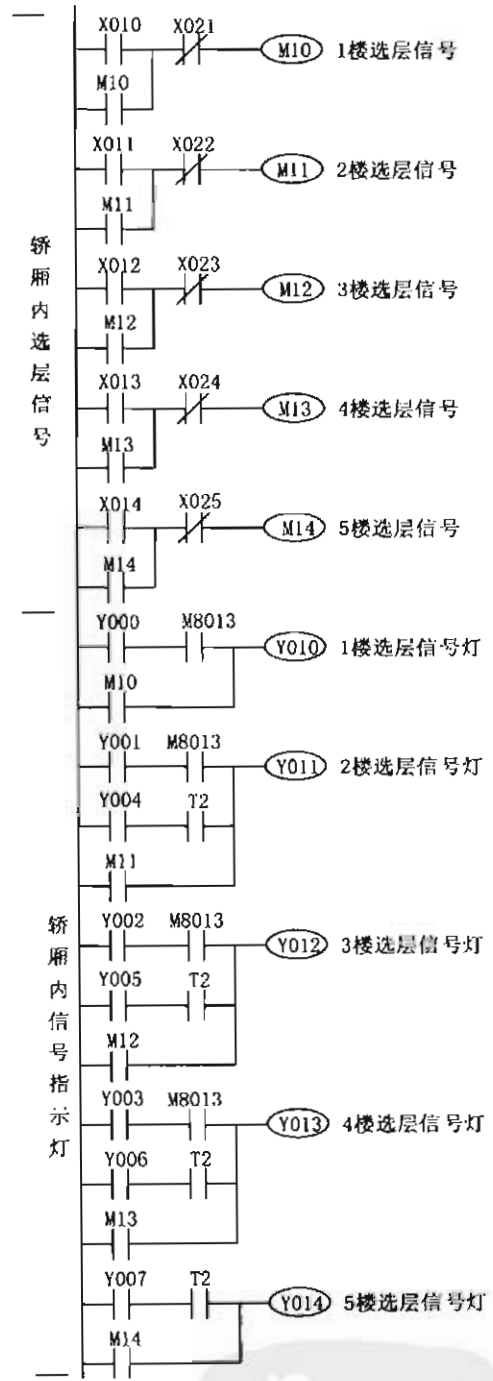 X010 X021
M10 1楼选层信号
M10
X011 X022
M11 2楼选层信号
M11
X012 X023
M12 3楼选层信号
M12
X013 X024
M13 4楼选层信号
M13
X014 X025
M14 5楼选层信号
M14
轿厢内选层信号
Y000 M8013
Y010 1楼选层信号灯
M10
Y001 M8013
Y011 2楼选层信号灯
Y004 T2
M11
Y002 M8013
Y012 3楼选层信号灯
Y005 T2
M12
Y003 M8013
Y013 4楼选层信号灯
Y006 T2
M13
Y007 T2
Y014 5楼选层信号灯
M14
轿厢内信号指示灯